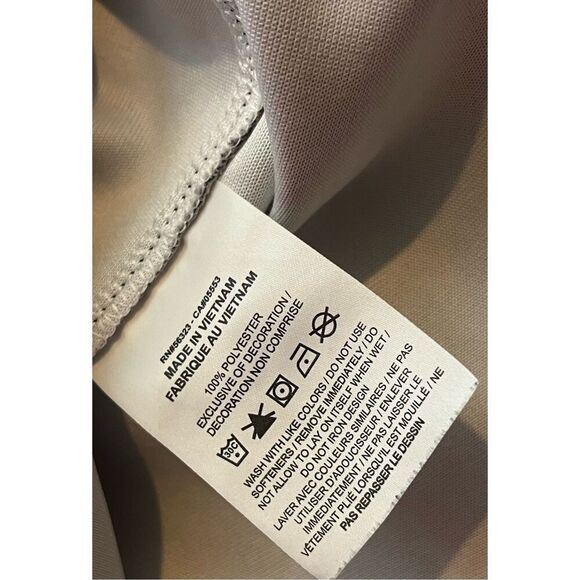 RN#56323 - CA#05553
MADE IN VIETNAM
FABRIQUE AU VIETNAM
100% POLYESTER
EXCLUSIVE OF DECORATION /
DECORATION NON COMPRISE
30C
WASH WITH LIKE COLORS / DO NOT USE
SOFTENERS / REMOVE IMMEDIATELY / DO
NOT ALLOW TO LAY ON ITSELF WHEN WET /
DO NOT IRON DESIGN
LAVER AVEC COULEURS SIMILAIRES / NE PAS
UTILISER D'ADOUCISSEUR / ENLEVER
IMMEDIATEMENT / NE PAS LAISSER LE
VÊTEMENT PLIÉ LORSQU'IL EST MOUILLÉ / NE
PAS REPASSER LE DESSIN